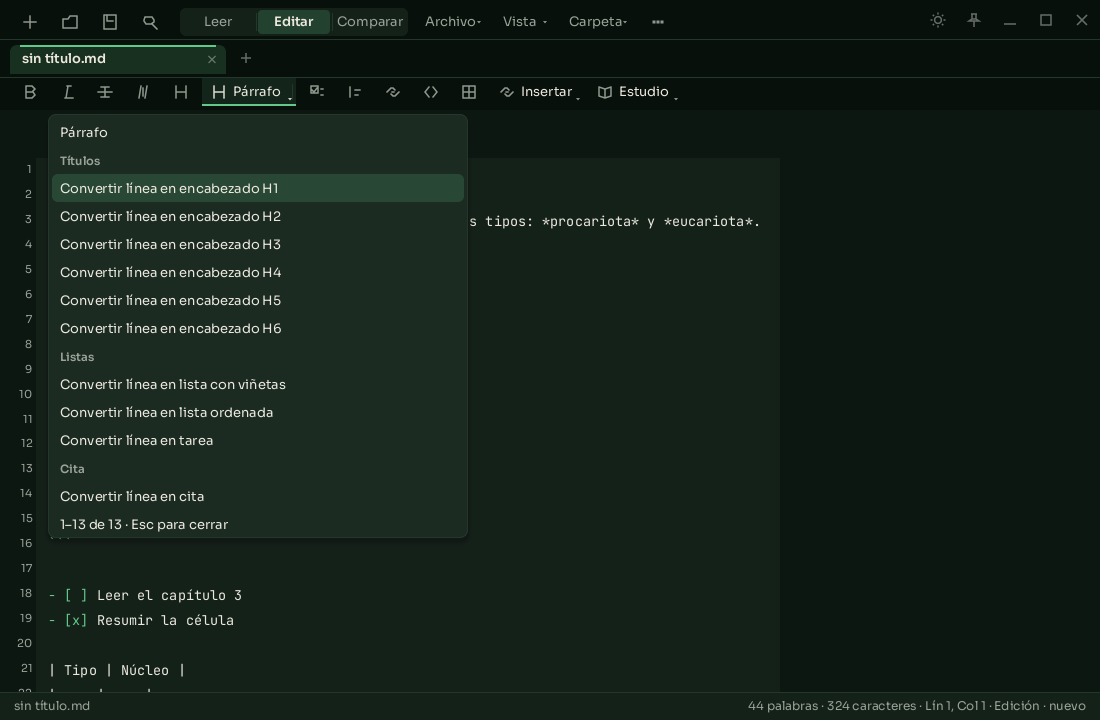 Leer Editar Comparar Archivo Vista Carpeta
sin título.md
Párrafo Insertar Estudio
Párrafo
Títulos
Convertir línea en encabezado H1
Convertir línea en encabezado H2
Convertir línea en encabezado H3
Convertir línea en encabezado H4
Convertir línea en encabezado H5
Convertir línea en encabezado H6
Listas
Convertir línea en lista con viñetas
Convertir línea en lista ordenada
Convertir línea en tarea
Cita
Convertir línea en cita
1–13 de 13 · Esc para cerrar
1
2
3 s tipos: *procariota* y *eucariota*.
4
5
6
7
8
9
10
11
12
13
14
15
16
17
18 - [ ] Leer el capítulo 3
19 - [x] Resumir la célula
20
21 | Tipo | Núcleo |
sin título.md
44 palabras · 324 caracteres · Lín 1, Col 1 · Edición · nuevo